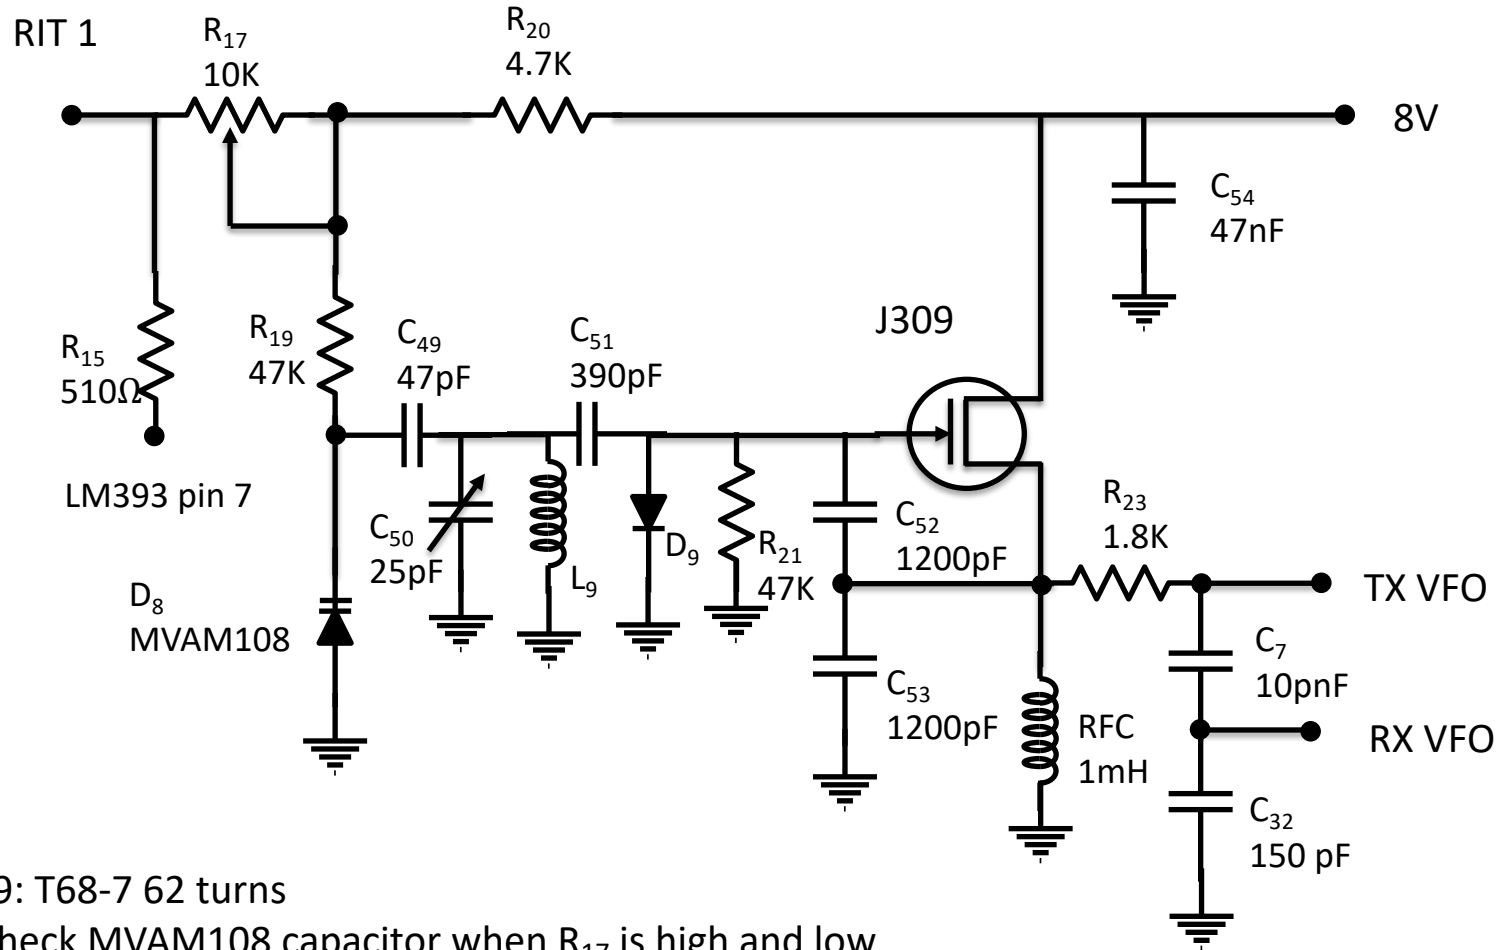 RIT 1
R17
10K
R20
4.7K
8V
C54
47nF
J309
R15
510Ω
R19
47K
C49
47pF
C51
390pF
LM393 pin 7
C50
25pF
L9
D9
R21
47K
C52
1200pF
R23
1.8K
TX VFO
D8
MVAM108
C53
1200pF
RFC
1mH
C7
10pnF
RX VFO
C32
150 pF
9: T68-7 62 turns
heck MVAM108 capacitor when R17 is high and low